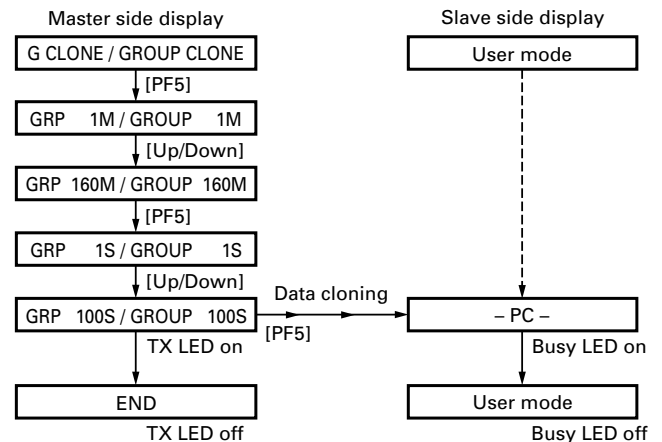 Master side display
Slave side display
G CLONE / GROUP CLONE
User mode
[PF5]
GRP 1M / GROUP 1M
[Up/Down]
GRP 160M / GROUP 160M
[PF5]
GRP 1S / GROUP 1S
[Up/Down]
Data cloning
GRP 100S / GROUP 100S
– PC –
[PF5]
TX LED on
Busy LED on
END
User mode
TX LED off
Busy LED off